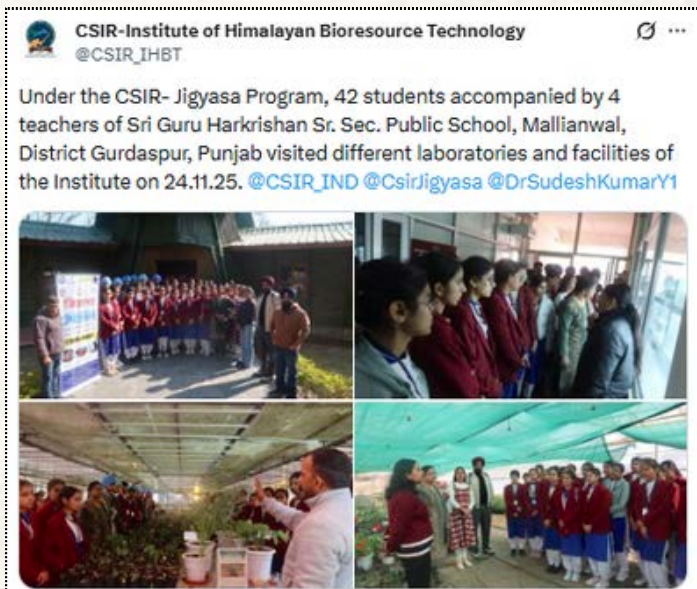 CSIR-Institute of Himalayan Bioresource Technology
@CSIR_IHBT
Under the CSIR- Jigyasa Program, 42 students accompanied by 4
teachers of Sri Guru Harkrishan Sr. Sec. Public School, Mallianwal,
District Gurdaspur, Punjab visited different laboratories and facilities of
the Institute on 24.11.25. @CSIR_IND @CsirJigyasa @DrSudeshKumarY1